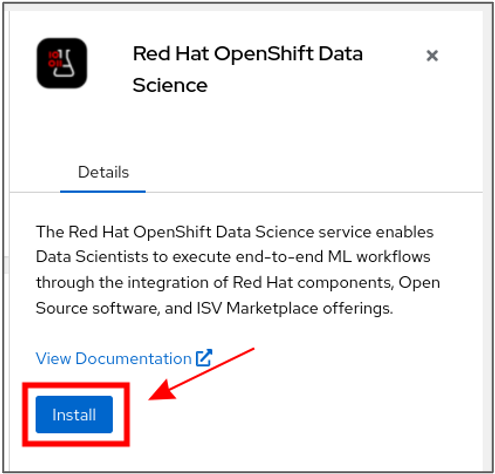 Red Hat OpenShift Data
Science
Details
The Red Hat OpenShift Data Science service enables
Data Scientists to execute end-to-end ML workflows
through the integration of Red Hat components, Open
Source software, and ISV Marketplace offerings.
View Documentation
Install